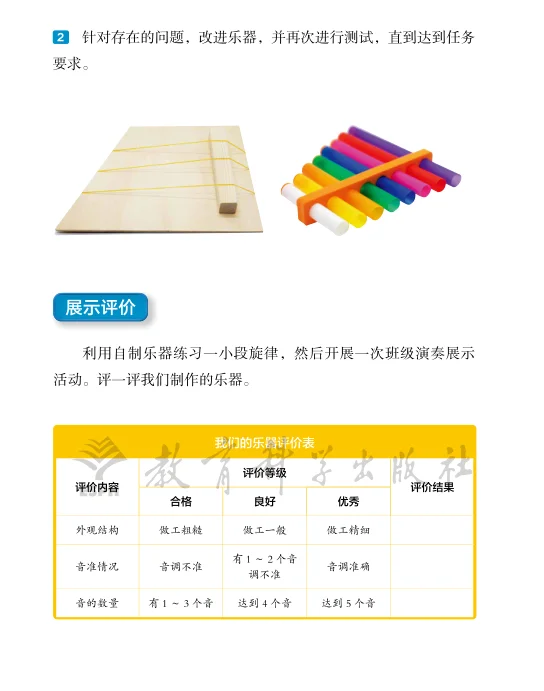 2 针对存在的问题，改进乐器，并再次进行测试，直到达到任务
要求。
展示评价
利用自制乐器练习一小段旋律，然后开展一次班级演奏展示
活动。评一评我们制作的乐器。
我们的乐器评价表
教育科学出版社
ESPH
评价内容 评价等级 评价结果
合格 良好 优秀
外观结构 做工粗糙 做工一般 做工精细
音准情况 音调不准 有1～2个音
调不准 音调准确
音的数量 有1～3个音 达到4个音 达到5个音